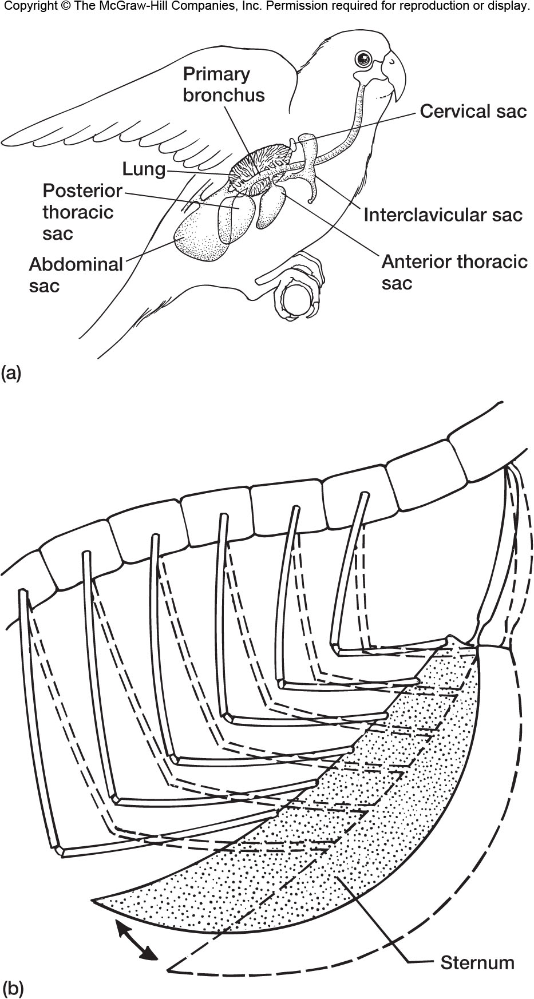 Copyright © The McGraw-Hill Companies, Inc. Permission required for reproduction or display.
Primary
bronchus
Cervical sac
Lung
Posterior
thoracic
sac
Interclavicular sac
Abdominal
sac
Anterior thoracic
sac
(a)
Sternum
(b)